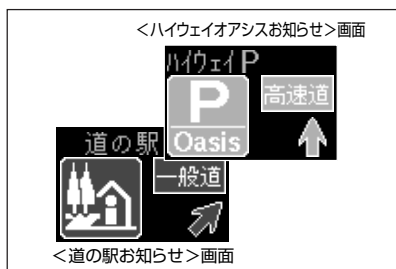 ＜ハイウェイオアシスお知らせ＞画面
ハイウェイP
P
Oasis
高速道
道の駅
一般道
＜道の駅お知らせ＞画面